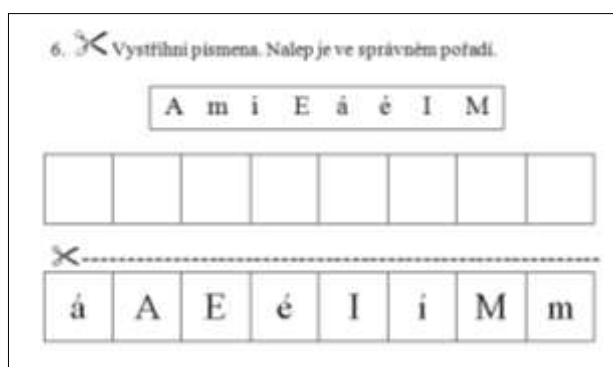 6. Vystřihni písmena. Nalep je ve správném pořadí.
A m í E á é I M
á A E é I í M m